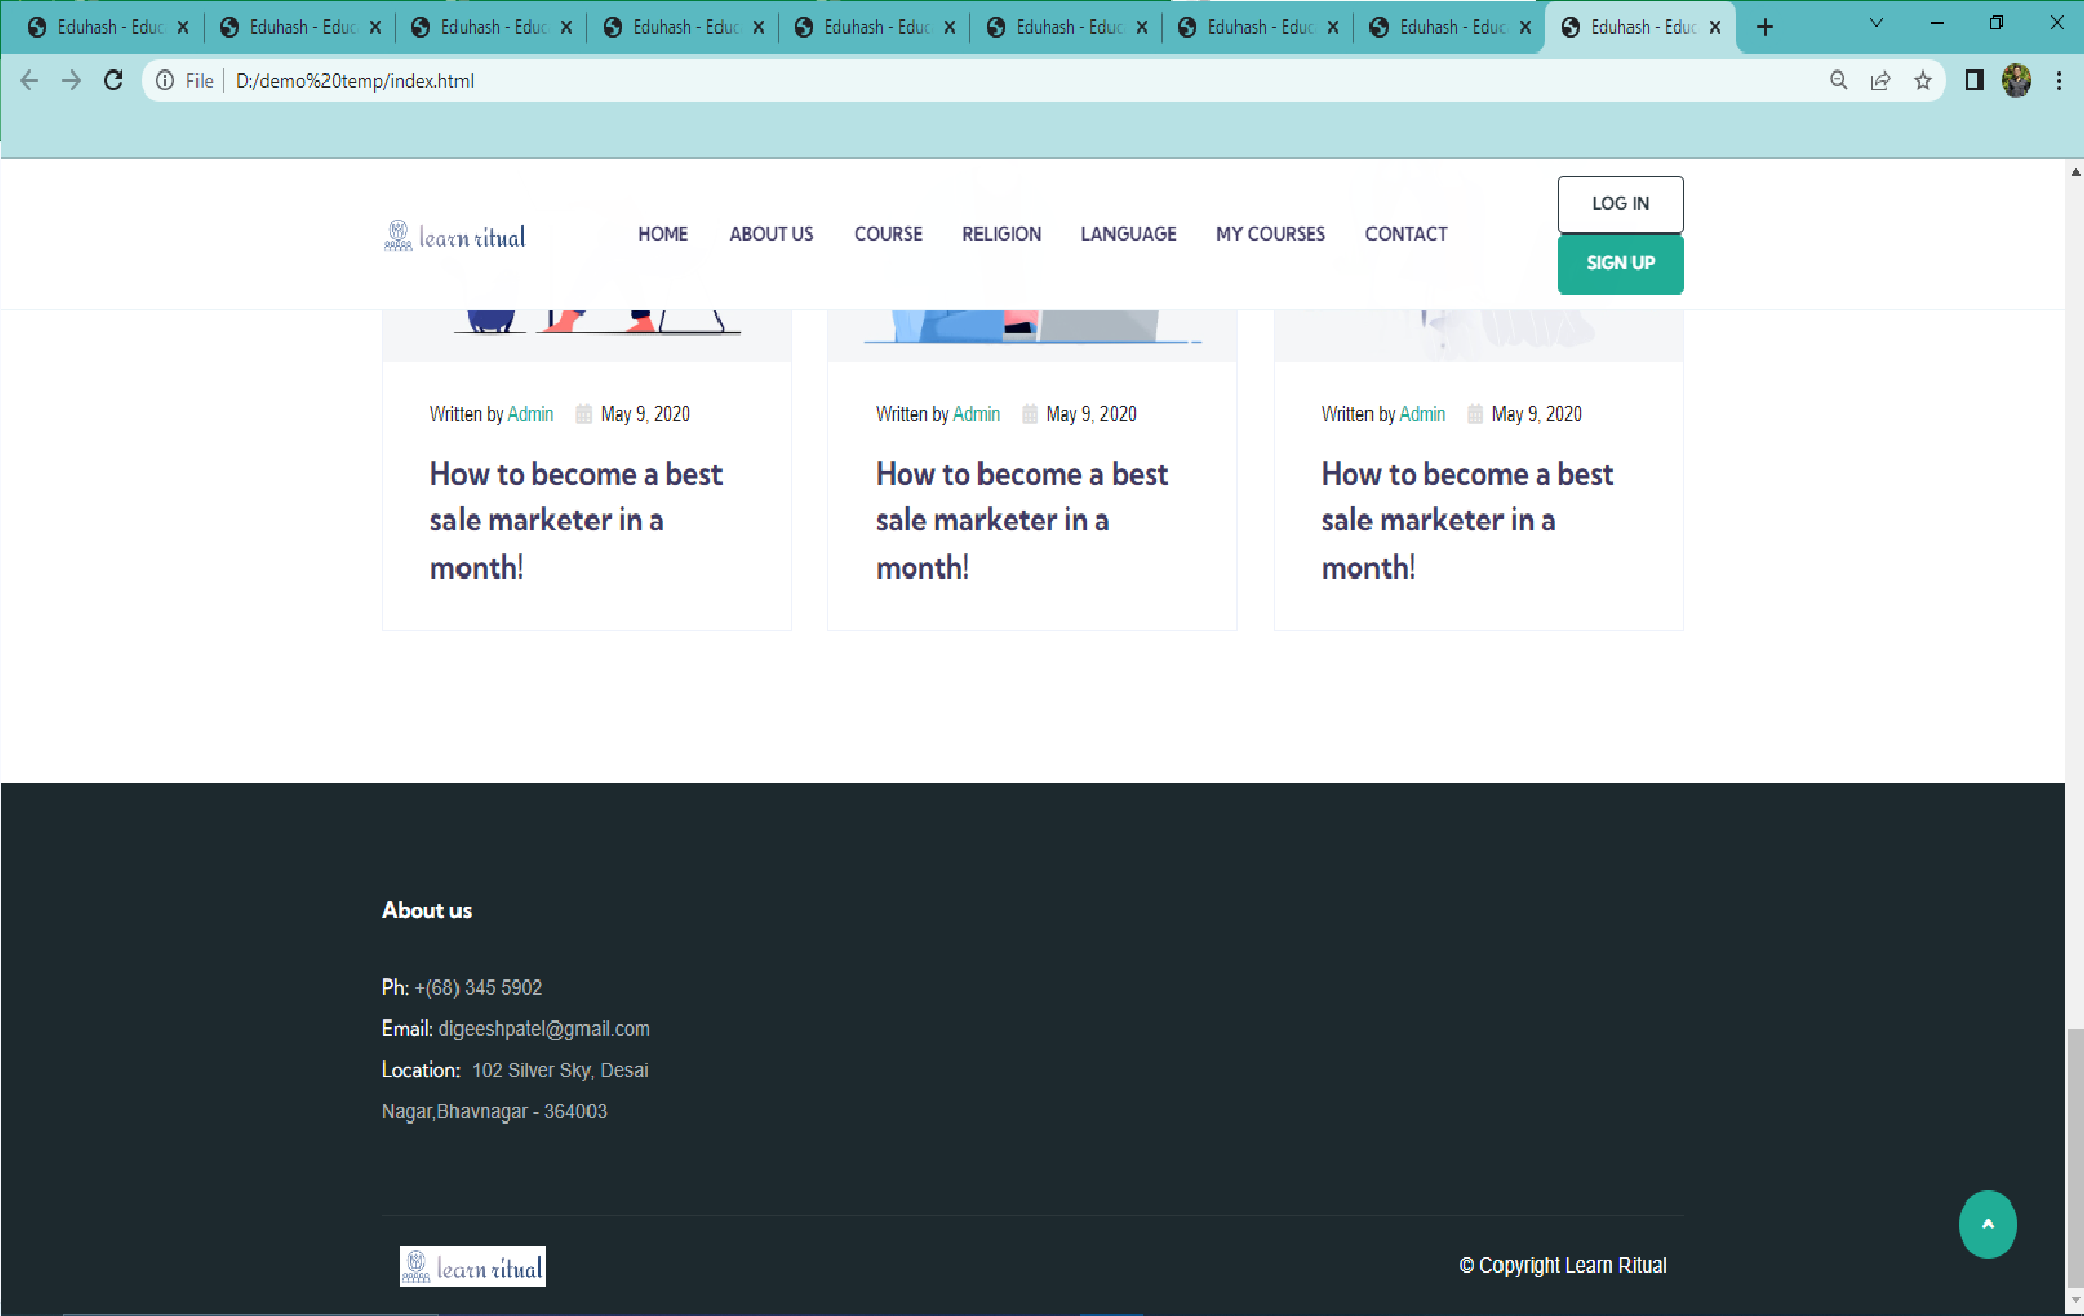 Eduhash - Educ Eduhash - Educ Eduhash - Educ Eduhash - Educ Eduhash - Educ Eduhash - Educ Eduhash - Educ Eduhash - Educ Eduhash - Educ
File D:/demo%20temp/index.html
LOG IN
learn ritual HOME ABOUT US COURSE RELIGION LANGUAGE MY COURSES CONTACT
SIGN UP
Written by Admin May 9, 2020
How to become a best
sale marketer in a
month!
Written by Admin May 9, 2020
How to become a best
sale marketer in a
month!
Written by Admin May 9, 2020
How to become a best
sale marketer in a
month!
About us
Ph: +(68) 345 5902
Email: digeeshpatel@gmail.com
Location: 102 Silver Sky, Desai
Nagar,Bhavnagar - 364003
learn ritual © Copyright Learn Ritual